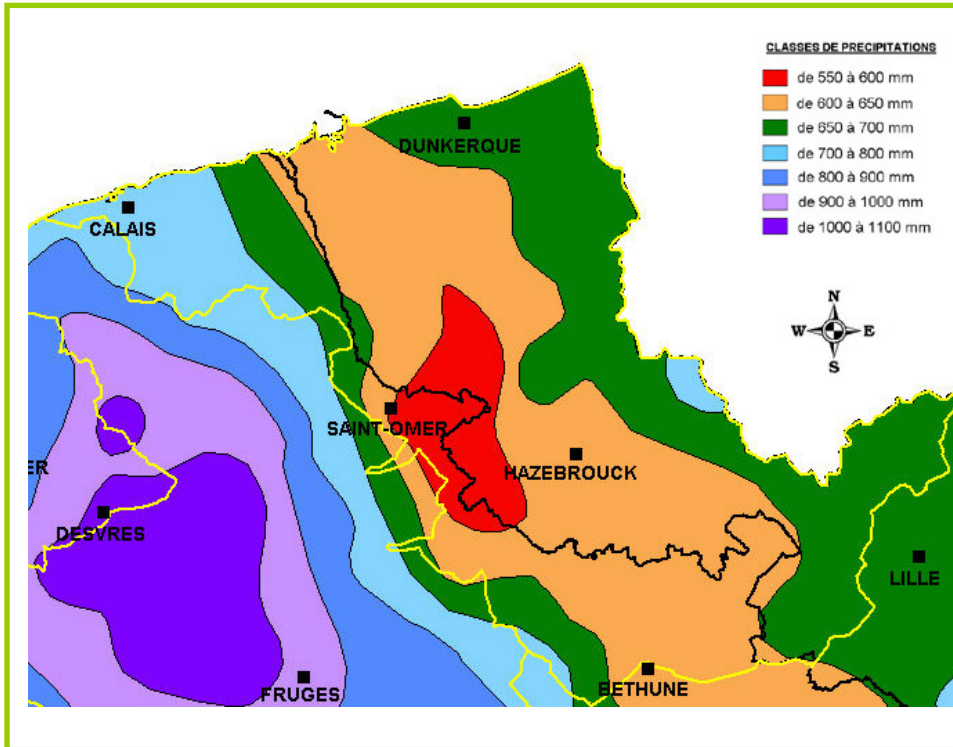 CLASSES DE PRECIPITATIONS
de 550 à 600 mm
de 600 à 650 mm
de 650 à 700 mm
de 700 à 800 mm
de 800 à 900 mm
de 900 à 1000 mm
de 1000 à 1100 mm
DUNKERQUE
CALAIS
N
W E
S
SAINT-OMER
HAZEBROUCK
ER
DESVRES
LILLE
FRUGES
BETHUNE